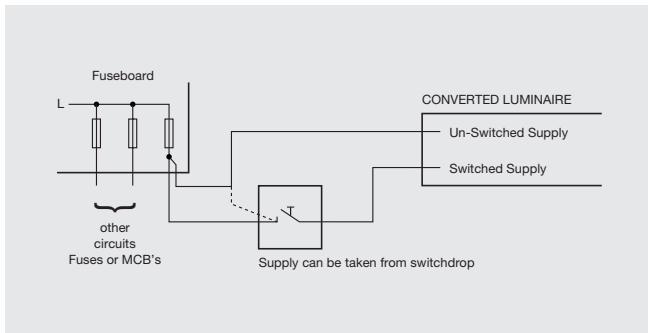 Fuseboard
L
CONVERTED LUMINAIRE
Un-Switched Supply
Switched Supply
other
circuits
Fuses or MCB's
Supply can be taken from switchdrop